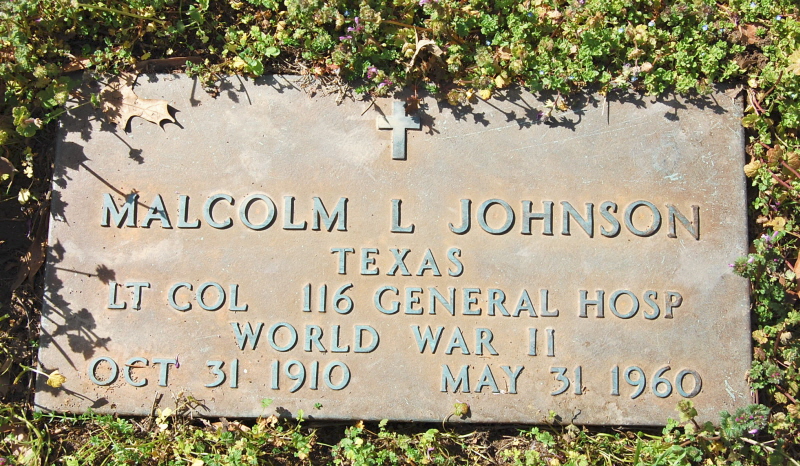 MALCOLM L JOHNSON
TEXAS
LT COL 116 GENERAL HOSP
WORLD WAR II
OCT 31 1910 MAY 31 1960